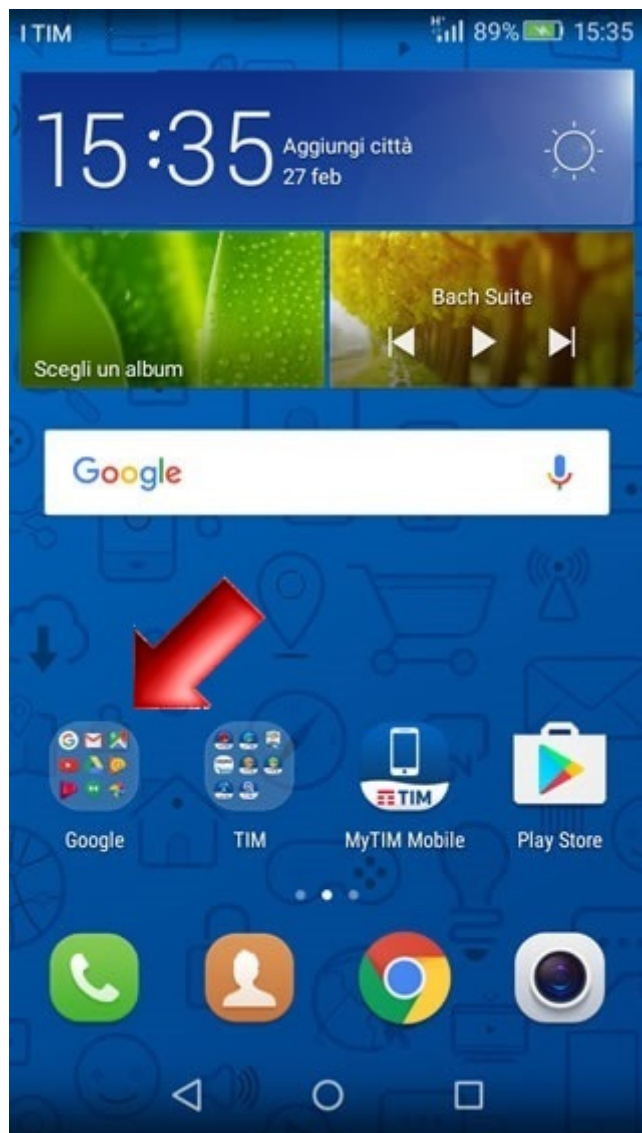 I TIM
H+ 89% 15:35
15:35
Aggiungi città
27 feb
Scegli un album
Bach Suite
Google
Google
TIM
TIM
MyTIM Mobile
Play Store